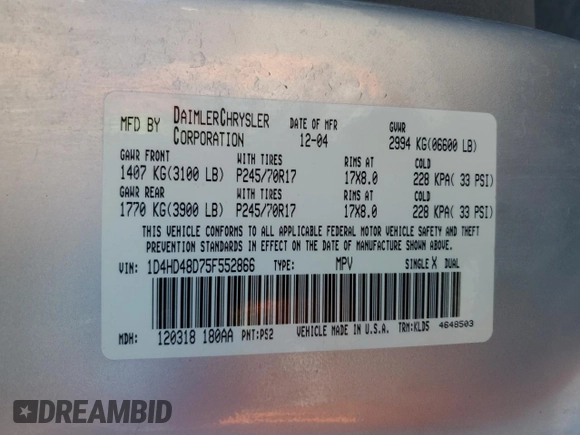 MFD BY DAIMLERCHRYSLER CORPORATION DATE OF MFR 12-04 GVWR 2994 KG(06600 LB)
GAWR FRONT WITH TIRES RIMS AT COLD
1407 KG(3100 LB) P245/70R17 17X8.0 228 KPA( 33 PSI)
GAWR REAR WITH TIRES RIMS AT COLD
1770 KG(3900 LB) P245/70R17 17X8.0 228 KPA( 33 PSI)
THIS VEHICLE CONFORMS TO ALL APPLICABLE FEDERAL MOTOR VEHICLE SAFETY AND THEFT
PREVENTION STANDARDS IN EFFECT ON THE DATE OF MANUFACTURE SHOWN ABOVE.
VIN: 1D4HD48D75F552866 TYPE: MPV SINGLE X DUAL
MDH: 120318 180AA PNT:PS2 VEHICLE MADE IN U.S.A. TRM:KLD5 4648503
DREAMBID